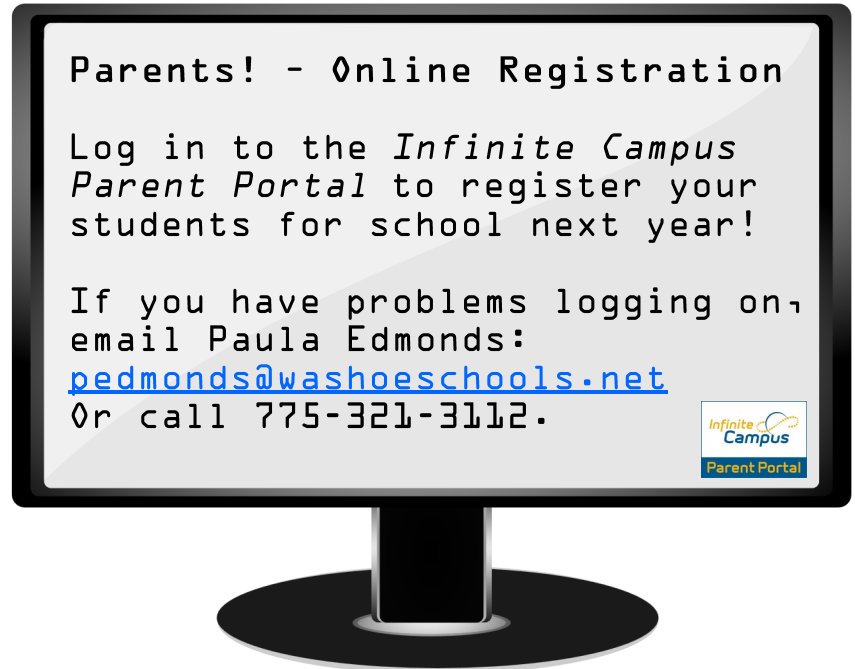 Parents! - Online Registration
Log in to the Infinite Campus
Parent Portal to register your
students for school next year!
If you have problems logging on,
email Paula Edmonds:
pedmonds@washoeschools.net
Or call 775-321-3112.
Infinite
Campus
Parent Portal